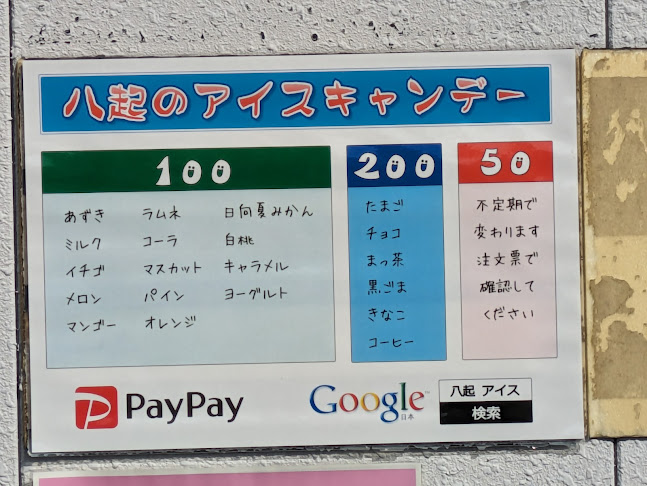 八起のアイスキャンデー
100
あずき ラムネ 日向夏みかん
ミルク コーラ 白桃
イチゴ マスカット キャラメル
メロン パイン ヨーグルト
マンゴー オレンジ
200
たまご
チョコ
まっ茶
黒ごま
きなこ
コーヒー
50
不定期で
変わります
注文票で
確認して
ください
PayPay
Google™
日本
八起 アイス
検索